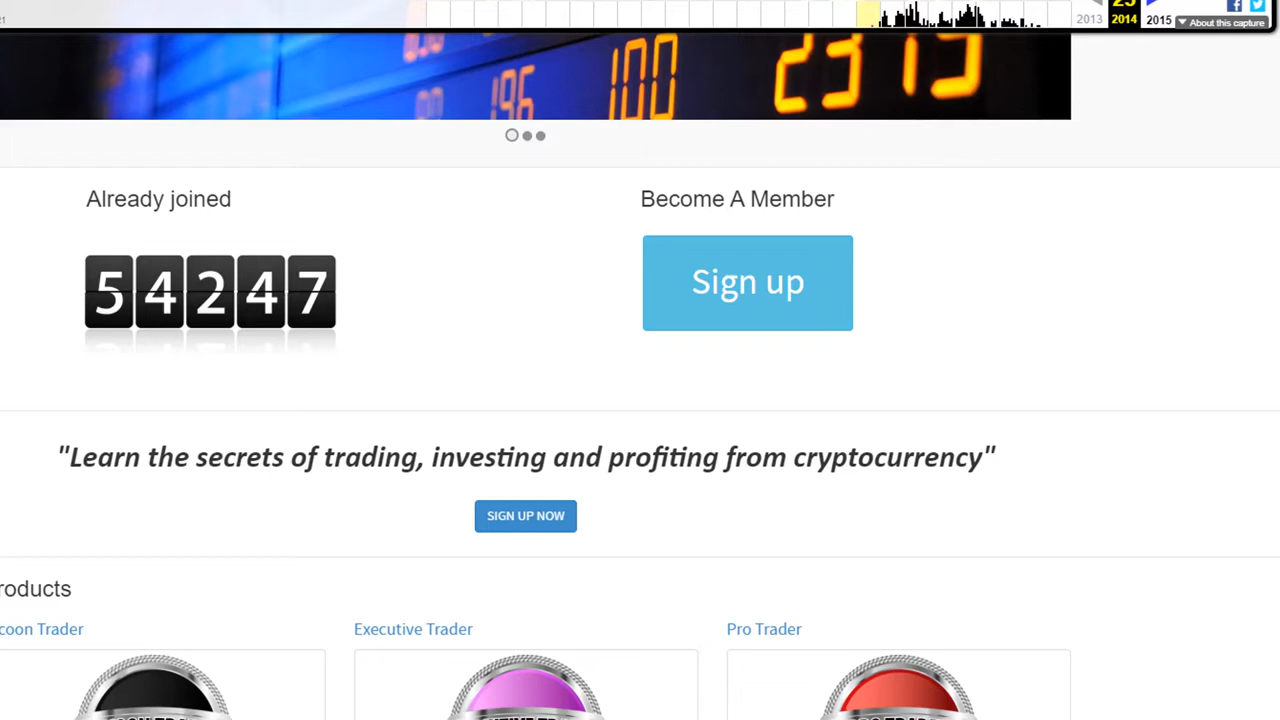 2013 2014 2015 About this capture
196 100 2315
Already joined
Become A Member
54247
Sign up
"Learn the secrets of trading, investing and profiting from cryptocurrency"
SIGN UP NOW
roducts
coon Trader
Executive Trader
Pro Trader